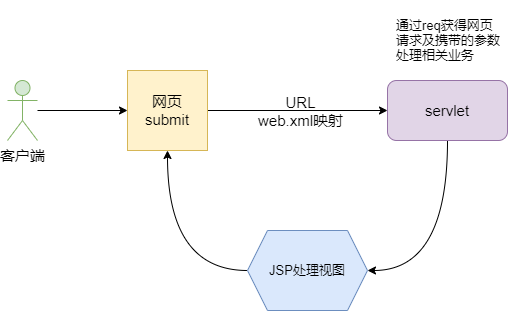 通过req获得网页
请求及携带的参数
处理相关业务
网页
submit
URL
web.xml映射
servlet
客户端
JSP处理视图